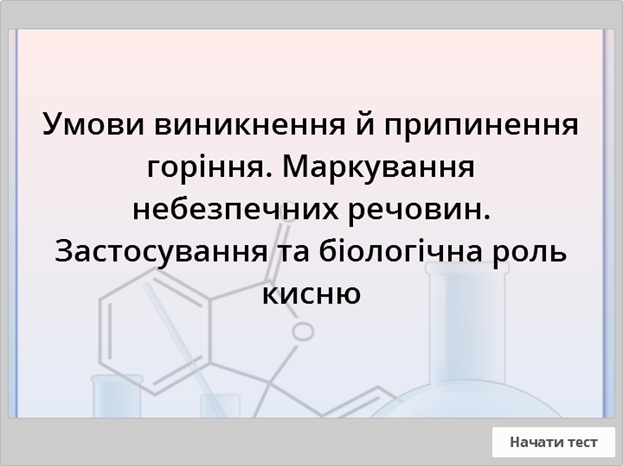 Умови виникнення й припинення
горіння. Маркування
небезпечних речовин.
Застосування та біологічна роль
кисню
O
O
Начати тест